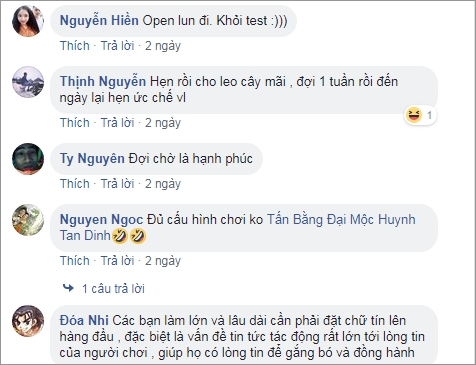 Nguyễn Hiền Open lun đi. Khỏi test :)))
Thích · Trả lời · 2 ngày
Thịnh Nguyễn Hẹn rồi cho leo cây mãi , đợi 1 tuần rồi đến
ngày lại hẹn ức chế vl
1
Thích · Trả lời · 2 ngày
Ty Nguyên Đợi chờ là hạnh phúc
Thích · Trả lời · 2 ngày
Nguyen Ngoc Đủ cấu hình chơi ko Tấn Bằng Đại Mộc Huynh
Tan Dinh🤣🤣
Thích · Trả lời · 2 ngày
1 câu trả lời
Đóa Nhi Các bạn làm lớn và lâu dài cần phải đặt chữ tín lên
hàng đầu , đặc biệt là vấn đề tin tức tác động rất lớn tới lòng tin
của người chơi , giúp họ có lòng tin để gắng bó và đồng hành